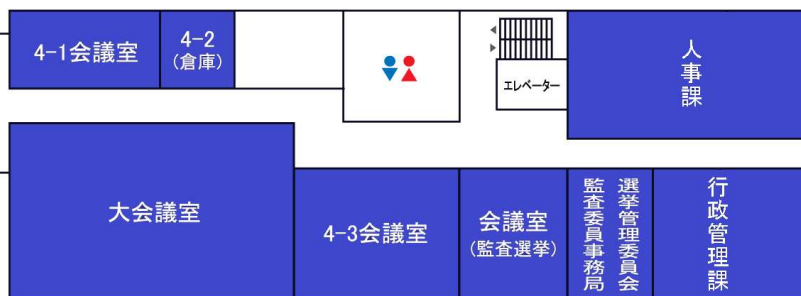 4-1会議室
4-2
(倉庫)
エレベーター
人事課
大会議室
4-3会議室
会議室
(監査選挙)
選挙管理委員会
監査委員事務局
行政管理課